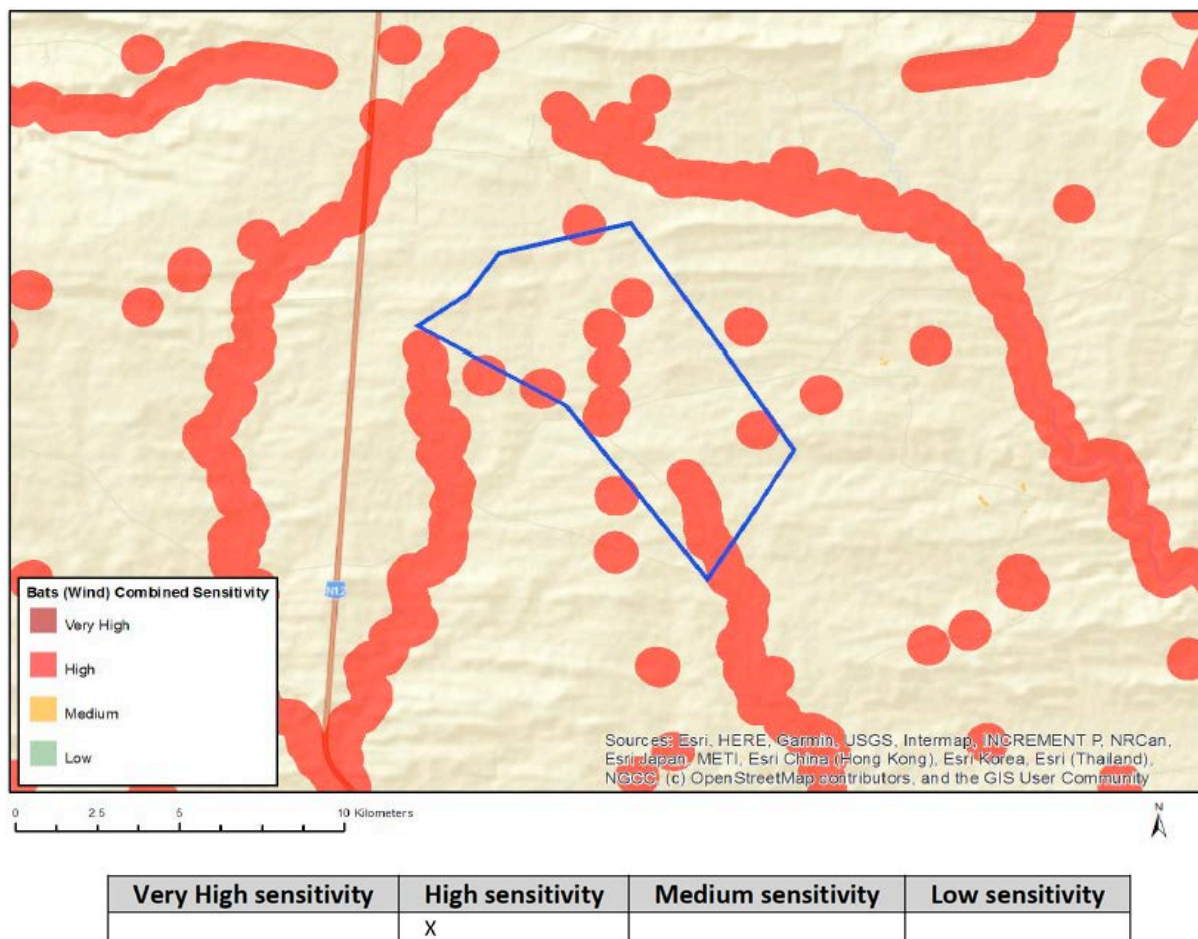 N12
Bats (Wind) Combined Sensitivity
Very High
High
Medium
Low
Sources: Esri, HERE, Garmin, USGS, Intermap, INCREMENT P, NRCan,
Esri Japan, METI, Esri China (Hong Kong), Esri Korea, Esri (Thailand),
NGCC, (c) OpenStreetMap contributors, and the GIS User Community
0 2.5 5 10 Kilometers
N
Very High sensitivity High sensitivity Medium sensitivity Low sensitivity
X